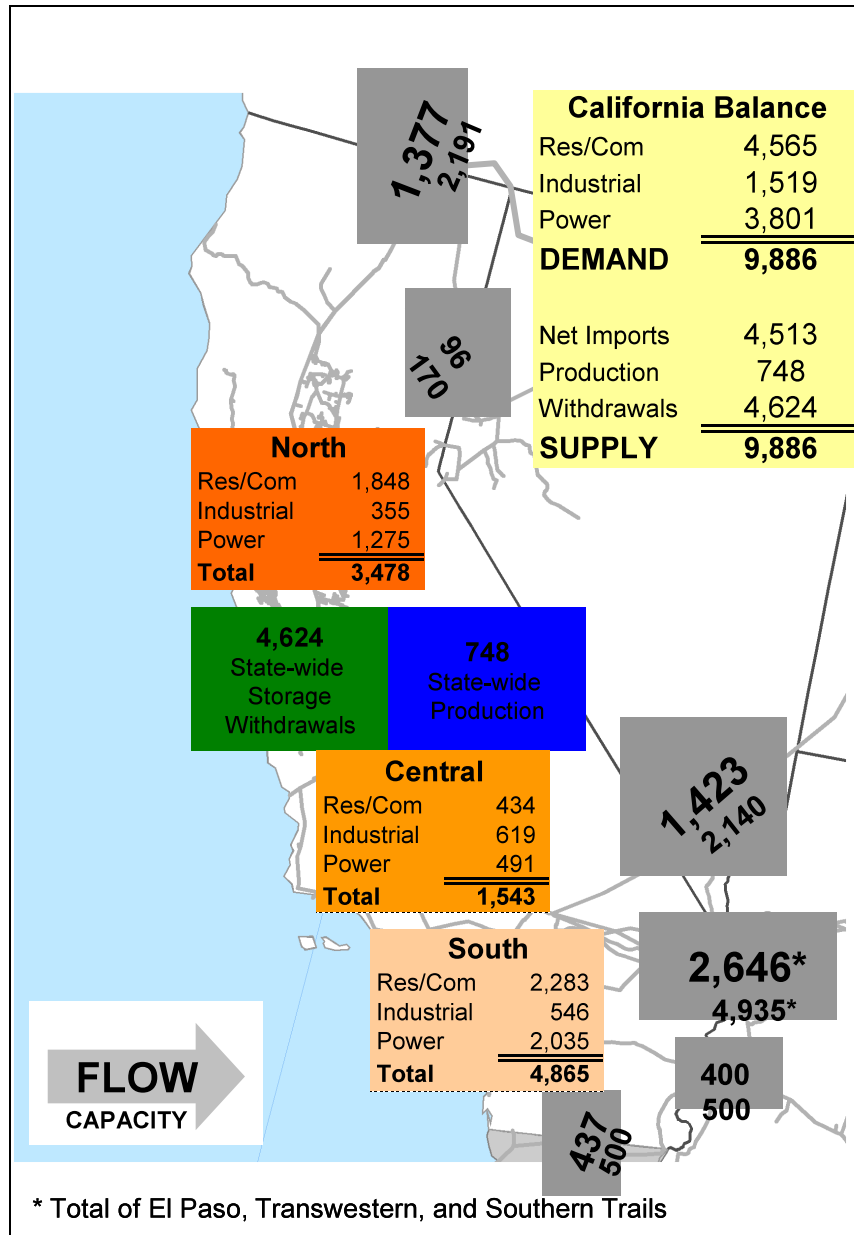 1,377
2,191
California Balance
Res/Com 4,565
Industrial 1,519
Power 3,801
DEMAND 9,886
Net Imports 4,513
Production 748
Withdrawals 4,624
SUPPLY 9,886
96
170
North
Res/Com 1,848
Industrial 355
Power 1,275
Total 3,478
4,624
State-wide
Storage
Withdrawals
748
State-wide
Production
Central
Res/Com 434
Industrial 619
Power 491
Total 1,543
1,423
2,140
2,646*
4,935*
South
Res/Com 2,283
Industrial 546
Power 2,035
Total 4,865
400
500
437
500
FLOW
CAPACITY
* Total of El Paso, Transwestern, and Southern Trails